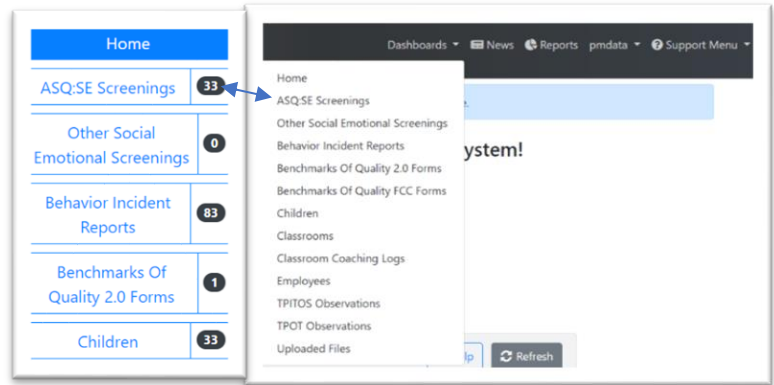 Home
ASQ:SE Screenings 33
Other Social
Emotional Screenings 0
Behavior Incident
Reports 83
Benchmarks Of
Quality 2.0 Forms 1
Children 33
Dashboards News Reports pmdata Support Menu
Home
ASQ:SE Screenings
Other Social Emotional Screenings
Behavior Incident Reports
Benchmarks Of Quality 2.0 Forms
Benchmarks Of Quality FCC Forms
Children
Classrooms
Classroom Coaching Logs
Employees
TPITOS Observations
TPOT Observations
Uploaded Files
ystem!
lp Refresh